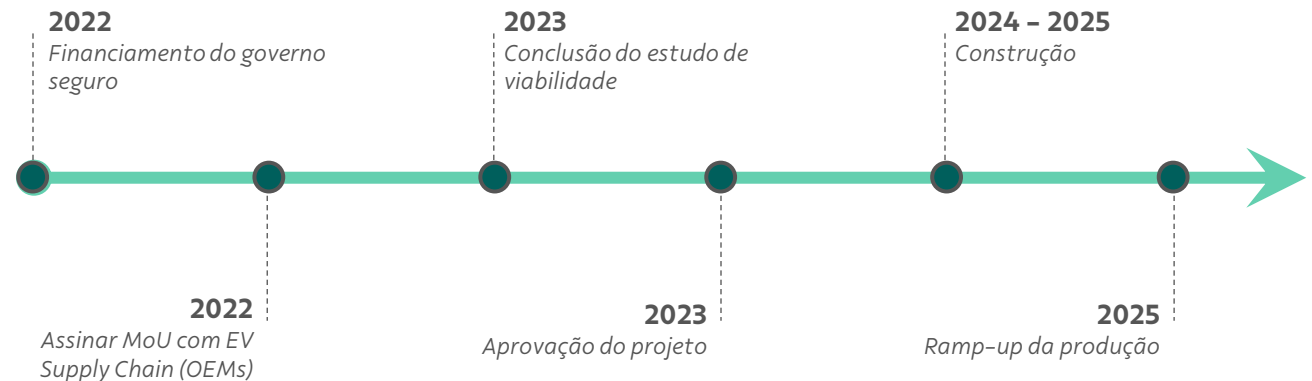 2022
Financiamento do governo
seguro
2022
Assinar MoU com EV
Supply Chain (OEMs)
2023
Conclusão do estudo de
viabilidade
2023
Aprovação do projeto
2024 – 2025
Construção
2025
Ramp-up da produção